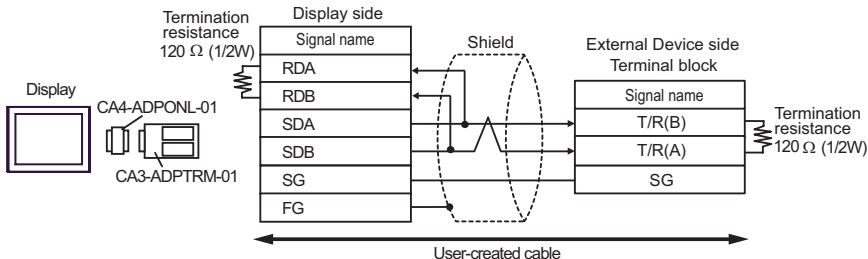 Termination
resistance
120 Ω (1/2W)
Display side
Signal name
RDA
RDB
SDA
SDB
SG
FG
Shield
External Device side
Terminal block
Signal name
T/R(B)
T/R(A)
SG
Termination
resistance
120 Ω (1/2W)
Display
CA4-ADPONL-01
CA3-ADPTRM-01
User-created cable